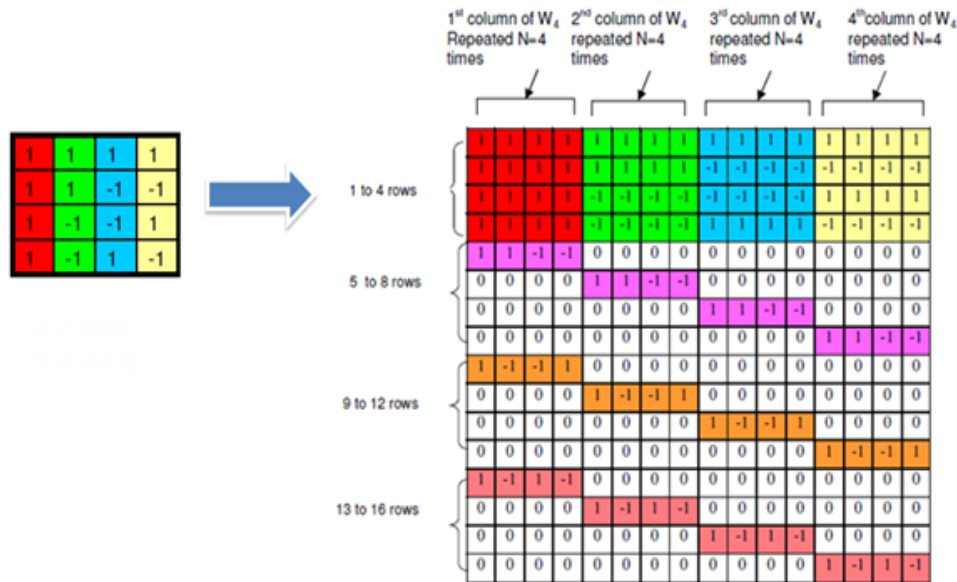 1st column of W4 Repeated N=4 times
2nd column of W4 repeated N=4 times
3rd column of W4 repeated N=4 times
4th column of W4 repeated N=4 times
1 1 1 1
1 1 -1 -1
1 -1 -1 1
1 -1 1 -1
1 to 4 rows
1 1 1 1 1 1 1 1 1 1 1 1 1 1 1 1
1 1 1 1 1 1 1 1 -1 -1 -1 -1 -1 -1 -1 -1
1 1 1 1 -1 -1 -1 -1 -1 -1 -1 -1 1 1 1 1
1 1 1 1 -1 -1 -1 -1 1 1 1 1 -1 -1 -1 -1
5 to 8 rows
1 1 -1 -1 0 0 0 0 0 0 0 0 0 0 0 0
0 0 0 0 1 1 -1 -1 0 0 0 0 0 0 0 0
0 0 0 0 0 0 0 0 1 1 -1 -1 0 0 0 0
0 0 0 0 0 0 0 0 0 0 0 0 1 1 -1 -1
9 to 12 rows
1 -1 -1 1 0 0 0 0 0 0 0 0 0 0 0 0
0 0 0 0 1 -1 -1 1 0 0 0 0 0 0 0 0
0 0 0 0 0 0 0 0 1 -1 -1 1 0 0 0 0
0 0 0 0 0 0 0 0 0 0 0 0 1 -1 -1 1
13 to 16 rows
1 -1 1 -1 0 0 0 0 0 0 0 0 0 0 0 0
0 0 0 0 1 -1 1 -1 0 0 0 0 0 0 0 0
0 0 0 0 0 0 0 0 1 -1 1 -1 0 0 0 0
0 0 0 0 0 0 0 0 0 0 0 0 1 -1 1 -1